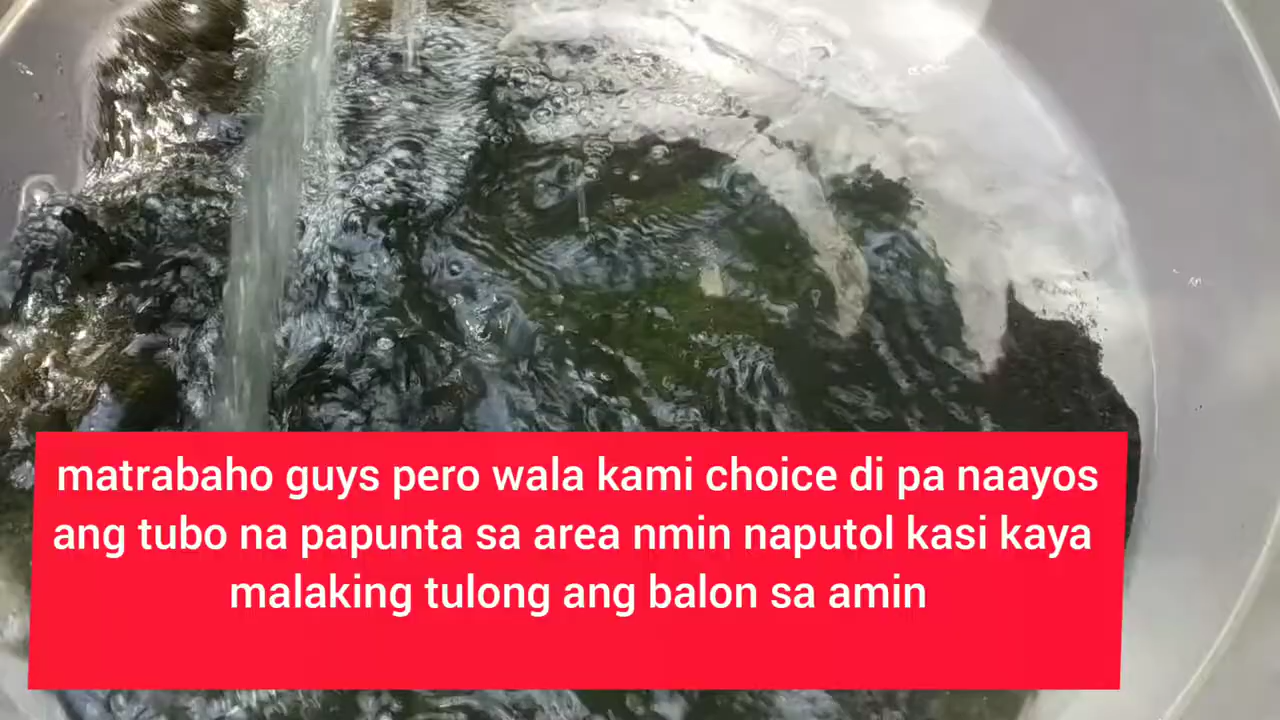 matrabaho guys pero wala kami choice di pa naayos
ang tubo na papunta sa area nmin naputol kasi kaya
malaking tulong ang balon sa amin